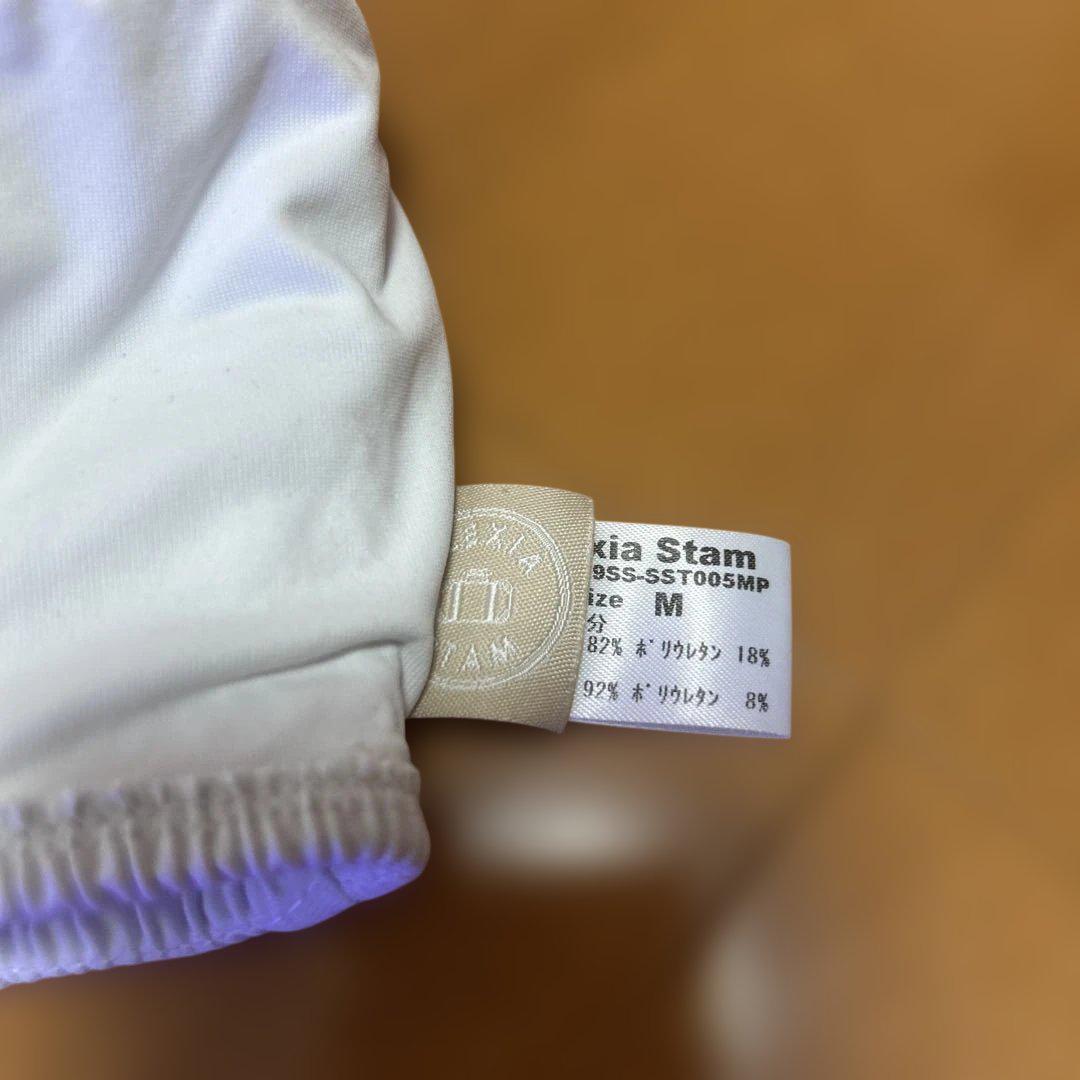 EXIA
TAM
xia Stam
9SS-SST005MP
ize M
分
82% ポリウレタン 18%
92% ポリウレタン 8%